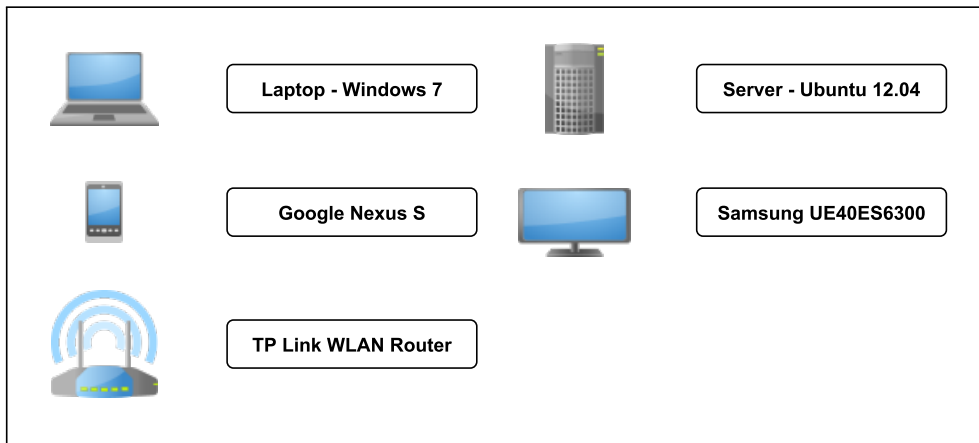 Laptop - Windows 7
Server - Ubuntu 12.04
Google Nexus S
Samsung UE40ES6300
TP Link WLAN Router